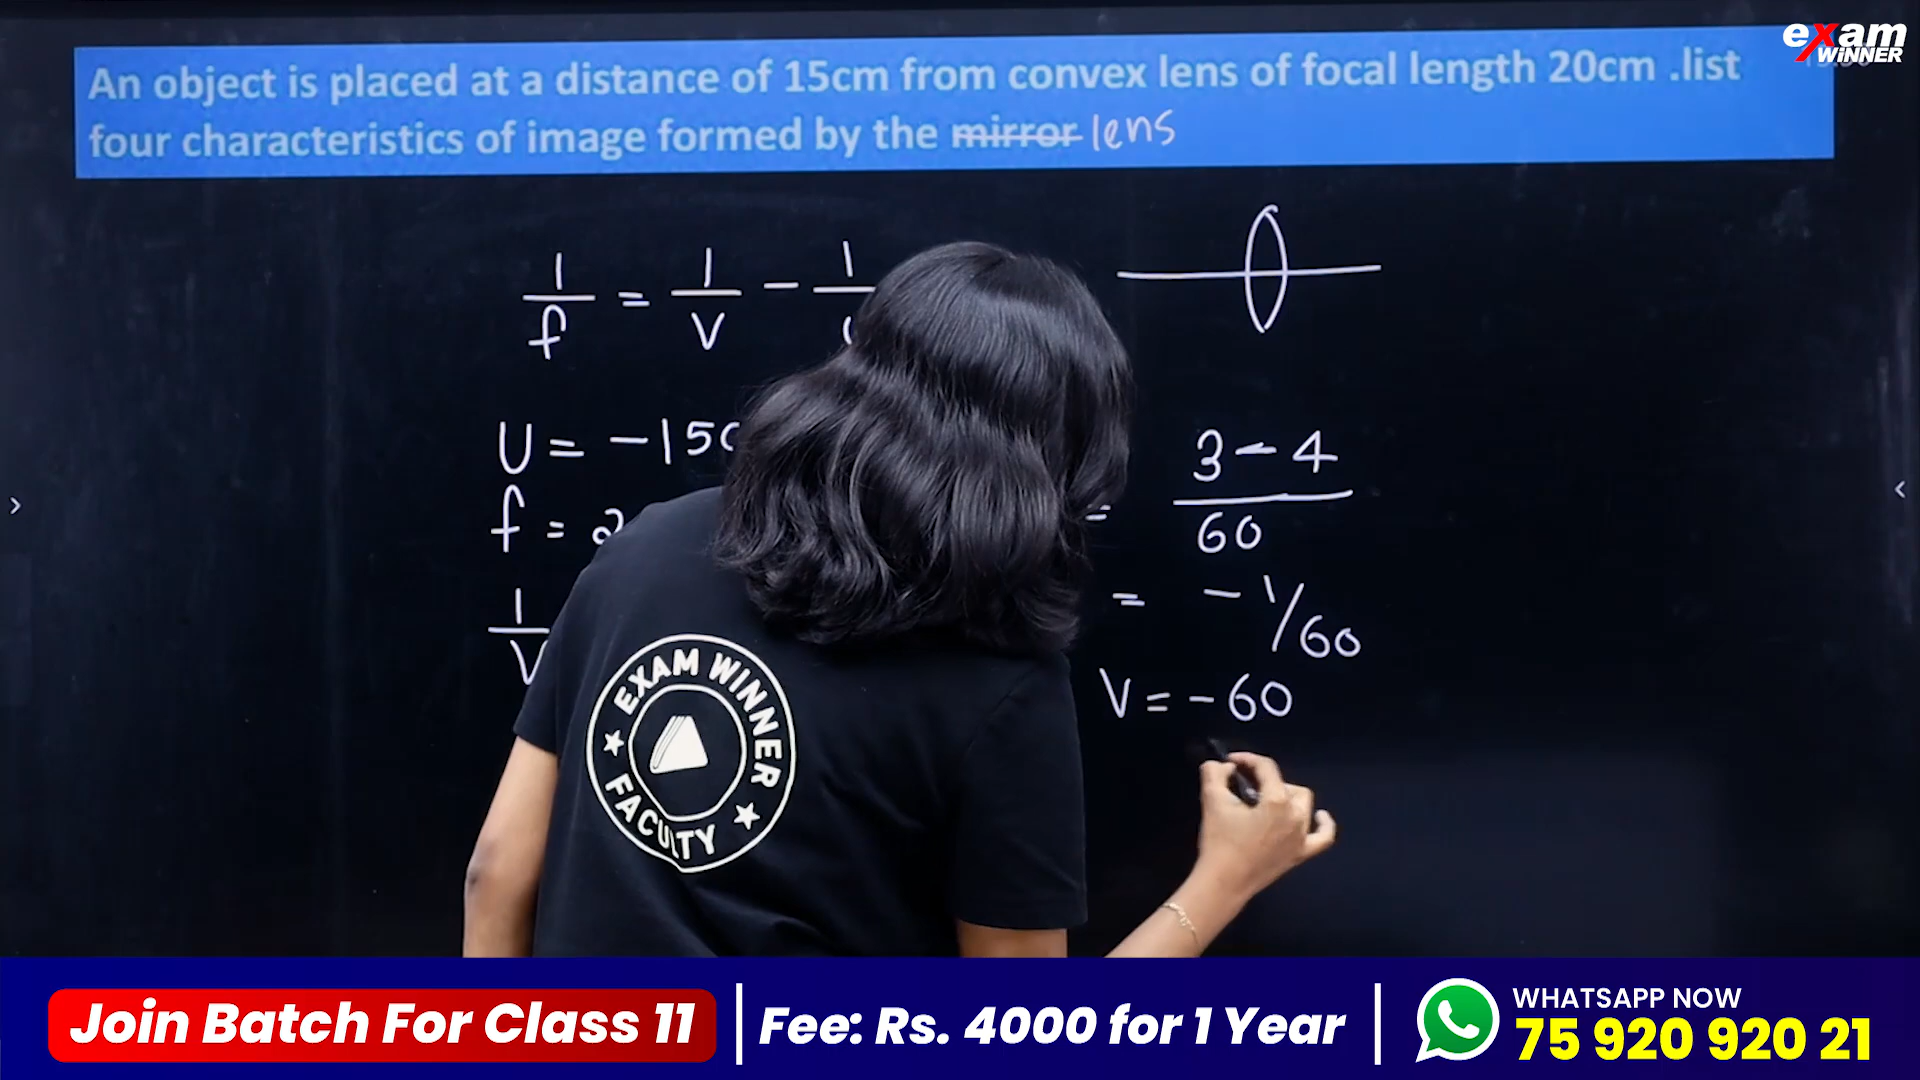 exam
WiNNER
An object is placed at a distance of 15cm from convex lens of focal length 20cm .list
four characteristics of image formed by the mirror lens
1/f = 1/v - 1/
U = -15
f = 2
1/V
= 3 - 4 / 60
= - 1/60
V = - 60
EXAM WINNER
FACULTY
Join Batch For Class 11
Fee: Rs. 4000 for 1 Year
WHATSAPP NOW
75 920 920 21